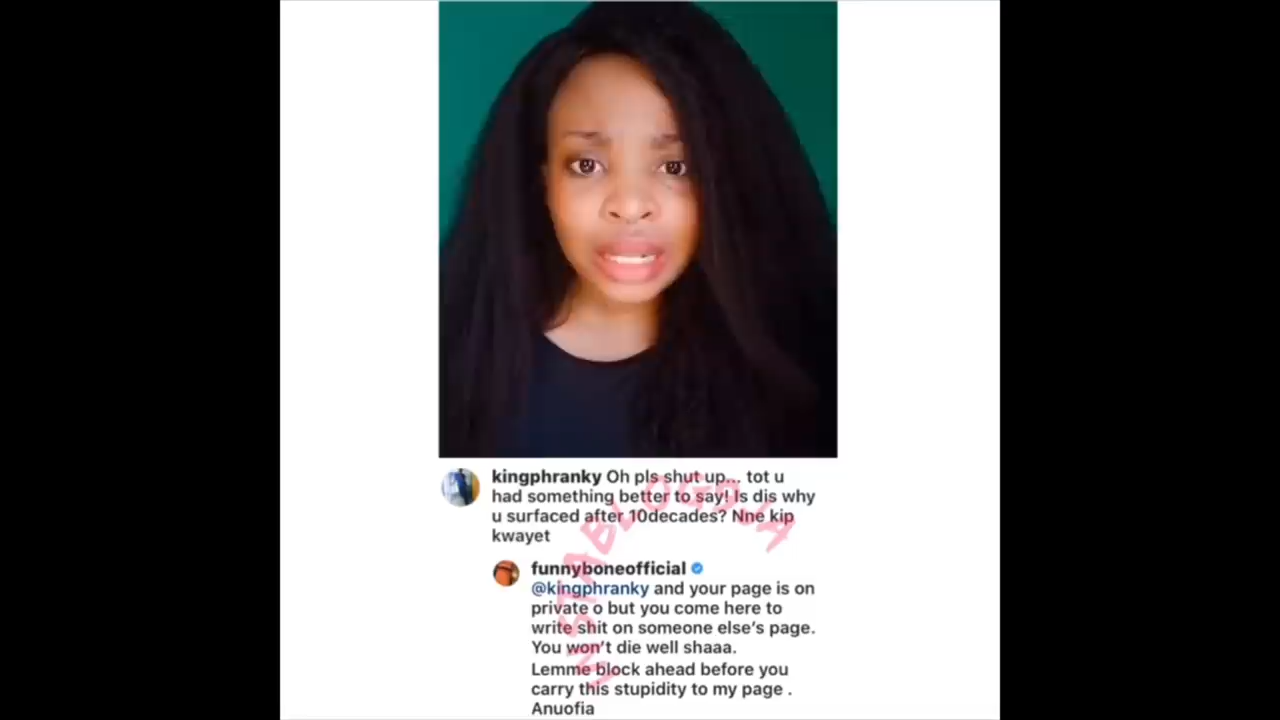 kingphranky Oh pls shut up... tot u
had something better to say! Is dis why
u surfaced after 10decades? Nne kip
kwayet
funnyboneofficial
@kingphranky and your page is on
private o but you come here to
write shit on someone else's page.
You won't die well shaaa.
Lemme block ahead before you
carry this stupidity to my page .
Anuofia
INSTABLOG9JA